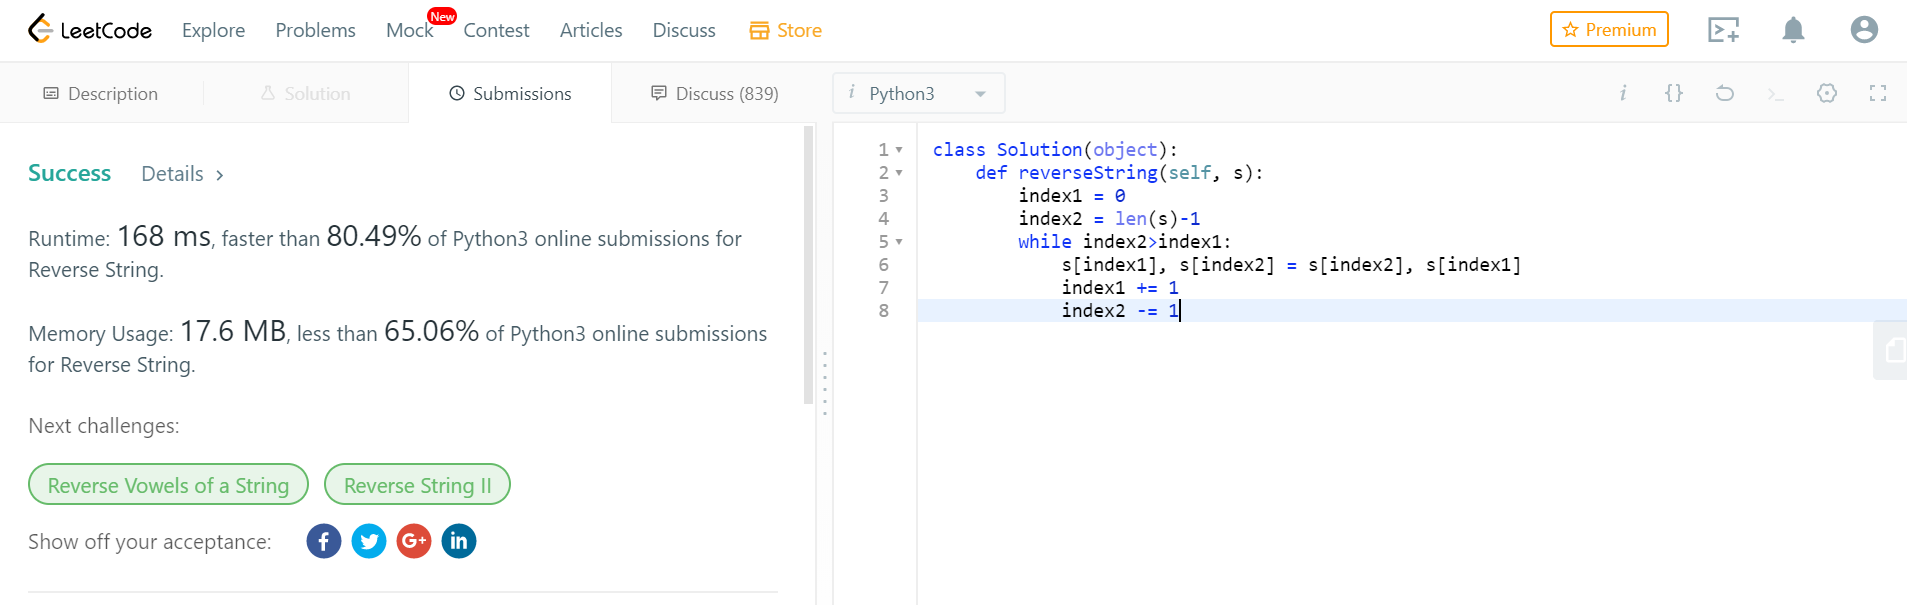 LeetCode Explore Problems Mock New Contest Articles Discuss Store Premium
Description Solution Submissions Discuss (839) i Python3 i {} >_
Success Details >
Runtime: 168 ms, faster than 80.49% of Python3 online submissions for
Reverse String.
Memory Usage: 17.6 MB, less than 65.06% of Python3 online submissions
for Reverse String.
Next challenges:
Reverse Vowels of a String Reverse String II
Show off your acceptance: f G+ in
1 class Solution(object):
2     def reverseString(self, s):
3         index1 = 0
4         index2 = len(s)-1
5         while index2>index1:
6             s[index1], s[index2] = s[index2], s[index1]
7             index1 += 1
8             index2 -= 1